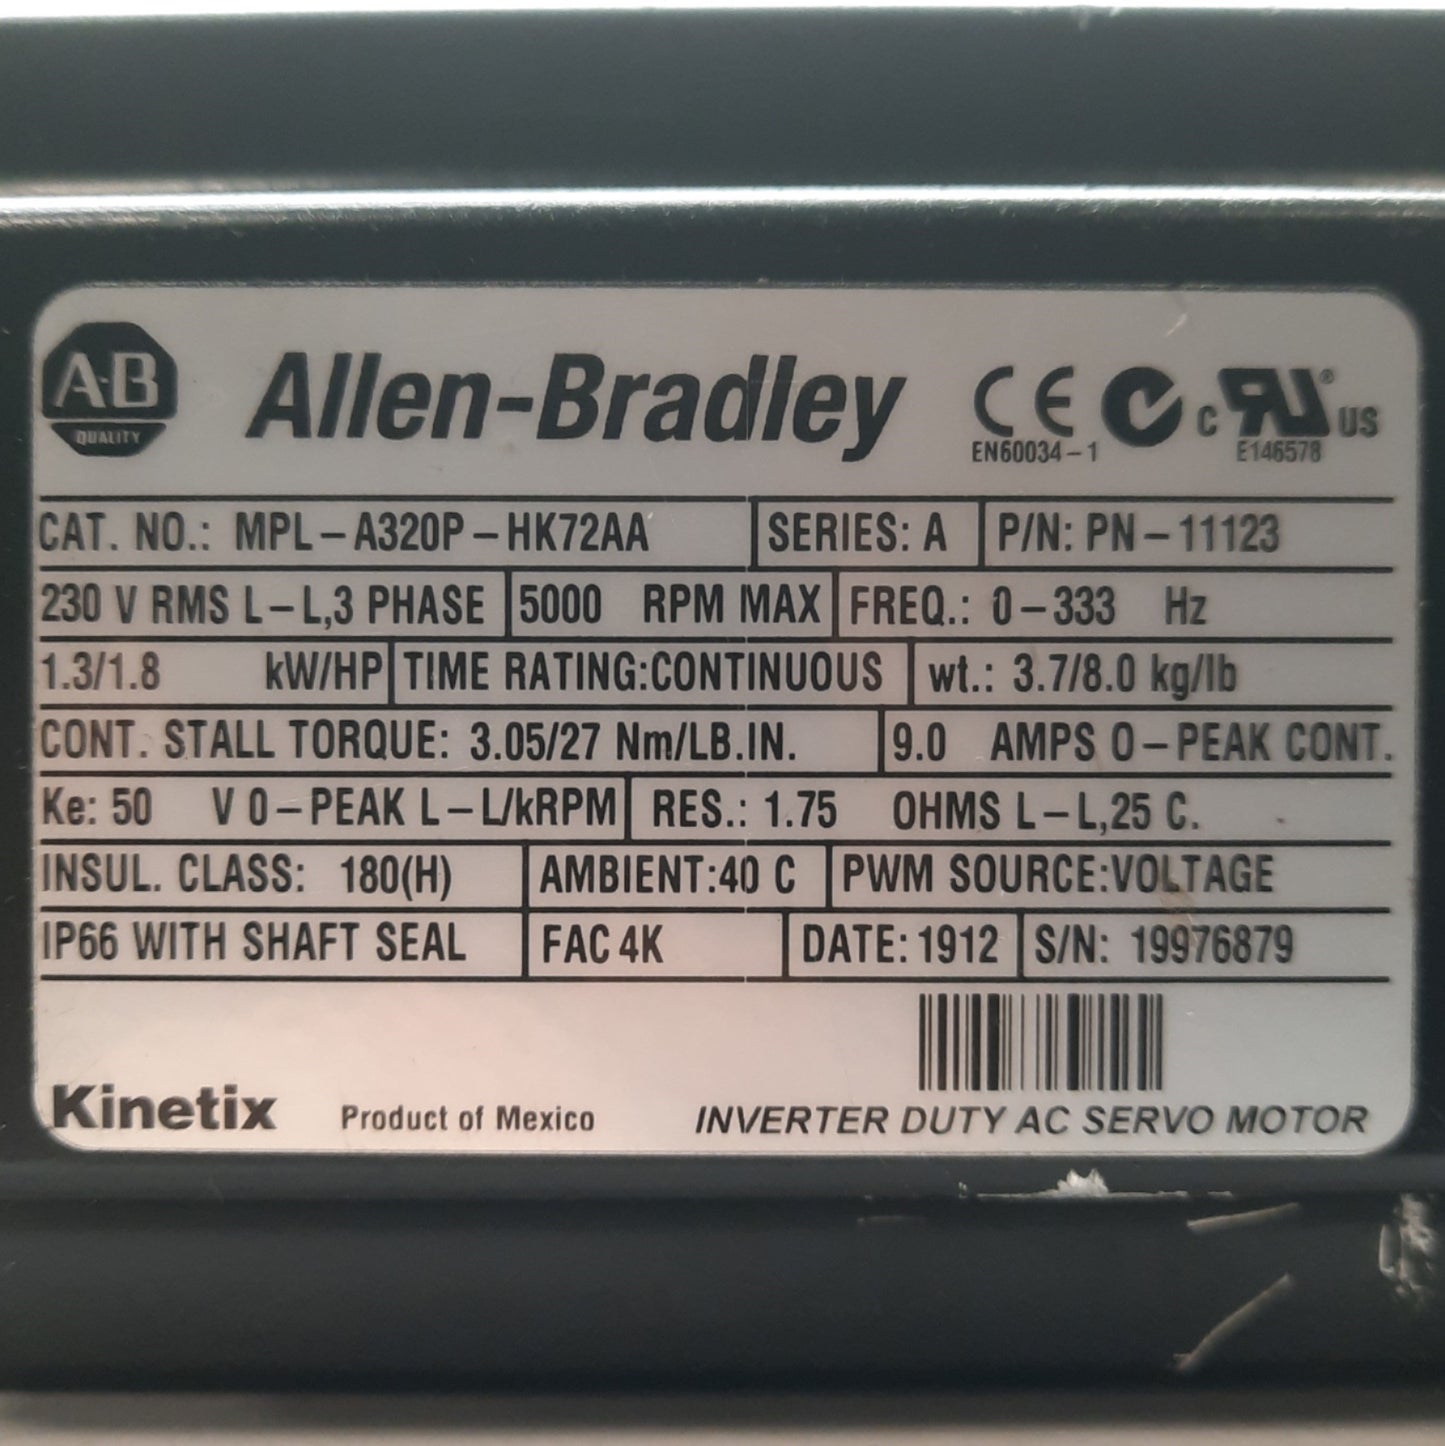 A-B
QUALITY
Allen-Bradley
CE
EN60034-1
C RU® US
E146578
CAT. NO.: MPL-A320P-HK72AA SERIES: A P/N: PN-11123
230 V RMS L-L,3 PHASE 5000 RPM MAX FREQ.: 0-333 Hz
1.3/1.8 kW/HP TIME RATING:CONTINUOUS wt.: 3.7/8.0 kg/lb
CONT. STALL TORQUE: 3.05/27 Nm/LB.IN. 9.0 AMPS 0-PEAK CONT.
Ke: 50 V 0-PEAK L-L/kRPM RES.: 1.75 OHMS L-L,25 C.
INSUL. CLASS: 180(H) AMBIENT:40 C PWM SOURCE:VOLTAGE
IP66 WITH SHAFT SEAL FAC 4K DATE: 1912 S/N: 19976879
Kinetix Product of Mexico INVERTER DUTY AC SERVO MOTOR